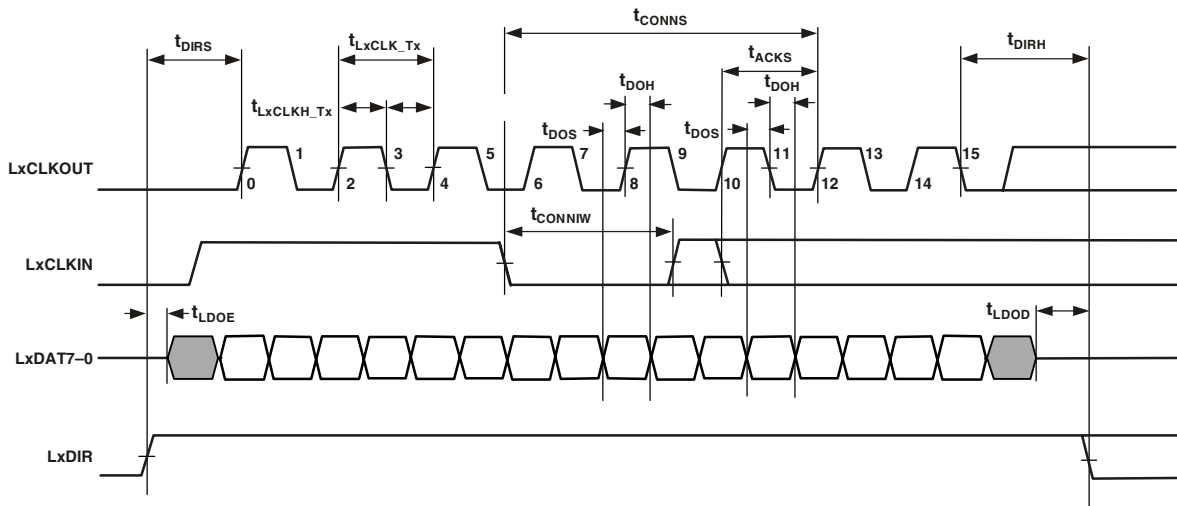 tCONNS
tDIRS
tLxCLK_Tx
tACKS
tDIRH
tDOH
tDOH
tLxCLKH_Tx
tDOS
tDOS
LxCLKOUT
1 3 5 7 9 11 13 15
0 2 4 6 8 10 12 14
tCONNIW
LxCLKIN
tLDOE
tLDOD
LxDAT7–0
LxDIR